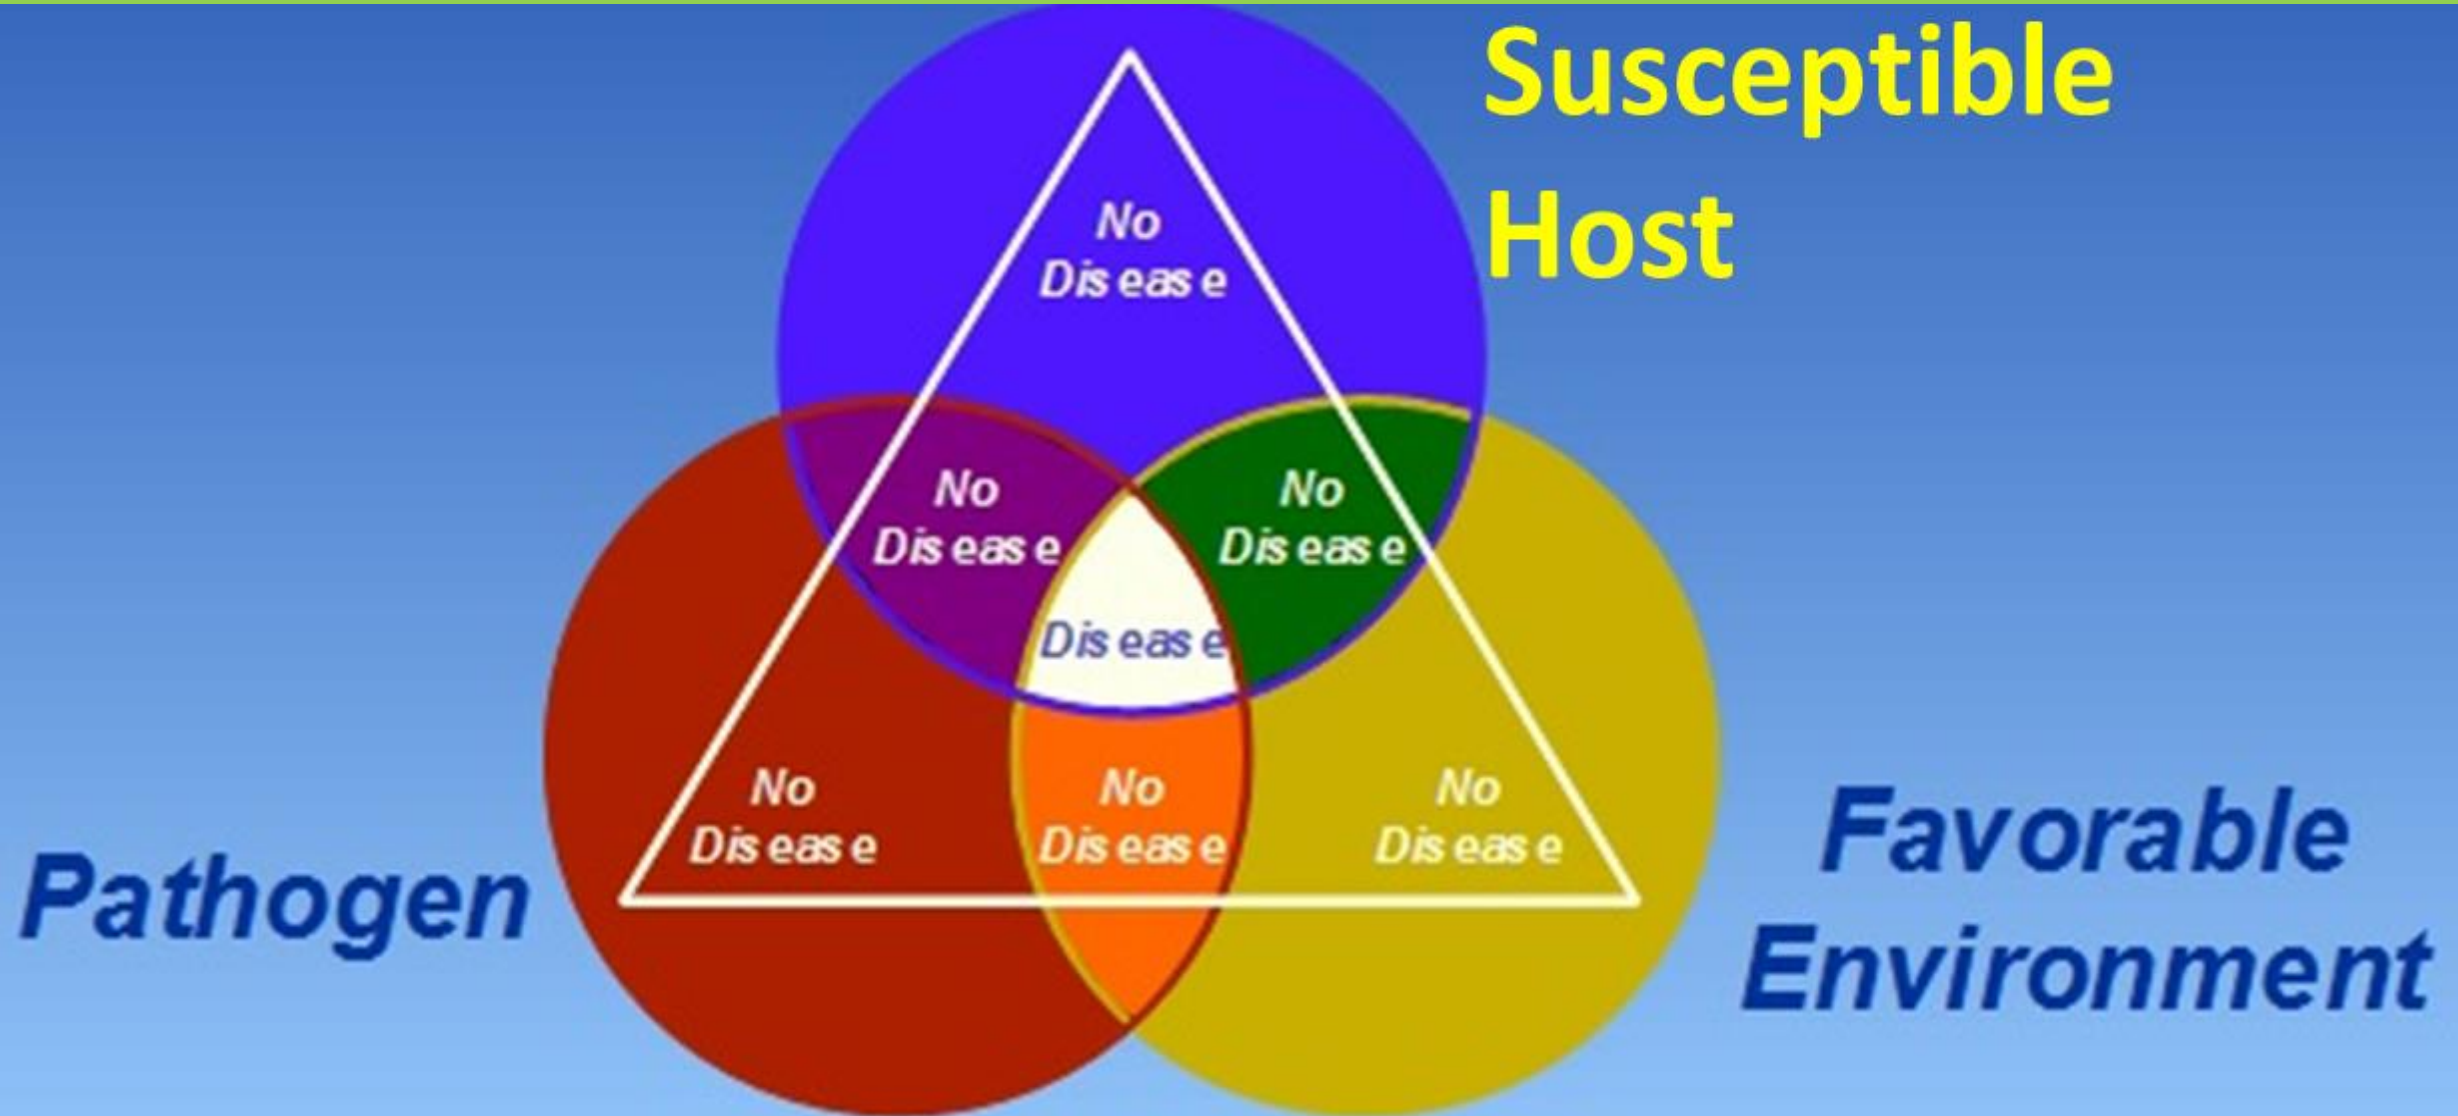 Susceptible
Host
No
Disease
No
Disease
No
Disease
Disease
No
Disease
No
Disease
No
Disease
Pathogen
Favorable
Environment